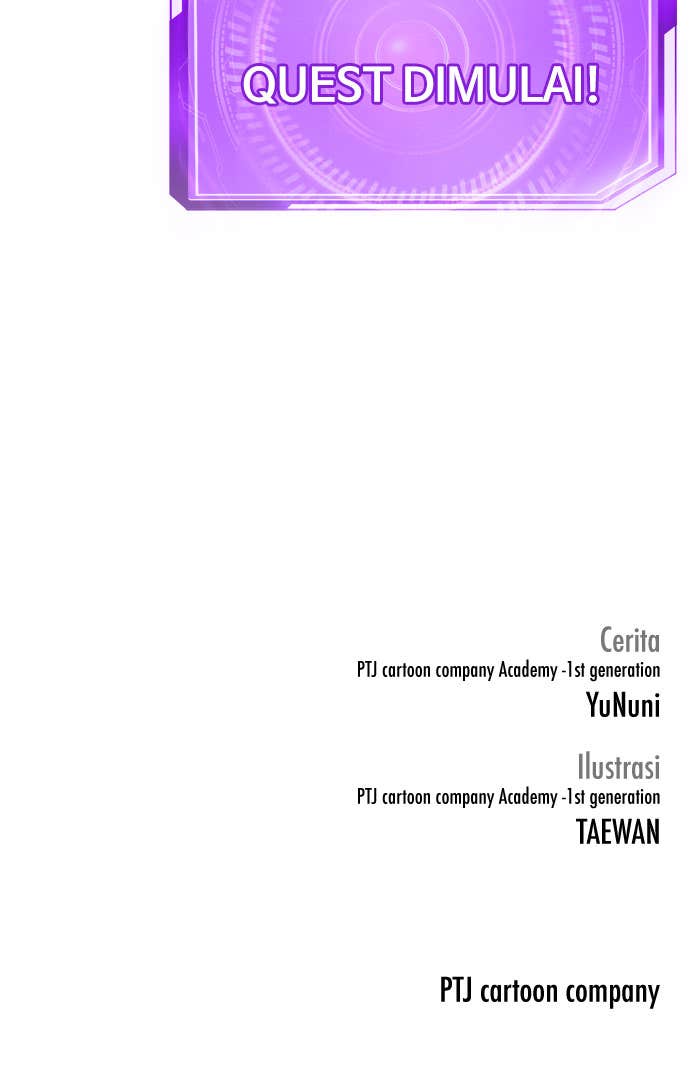 QUEST DIMULAI!
Cerita
PTJ cartoon company Academy -1st generation
YuNuni
Ilustrasi
PTJ cartoon company Academy -1st generation
TAEWAN
PTJ cartoon company